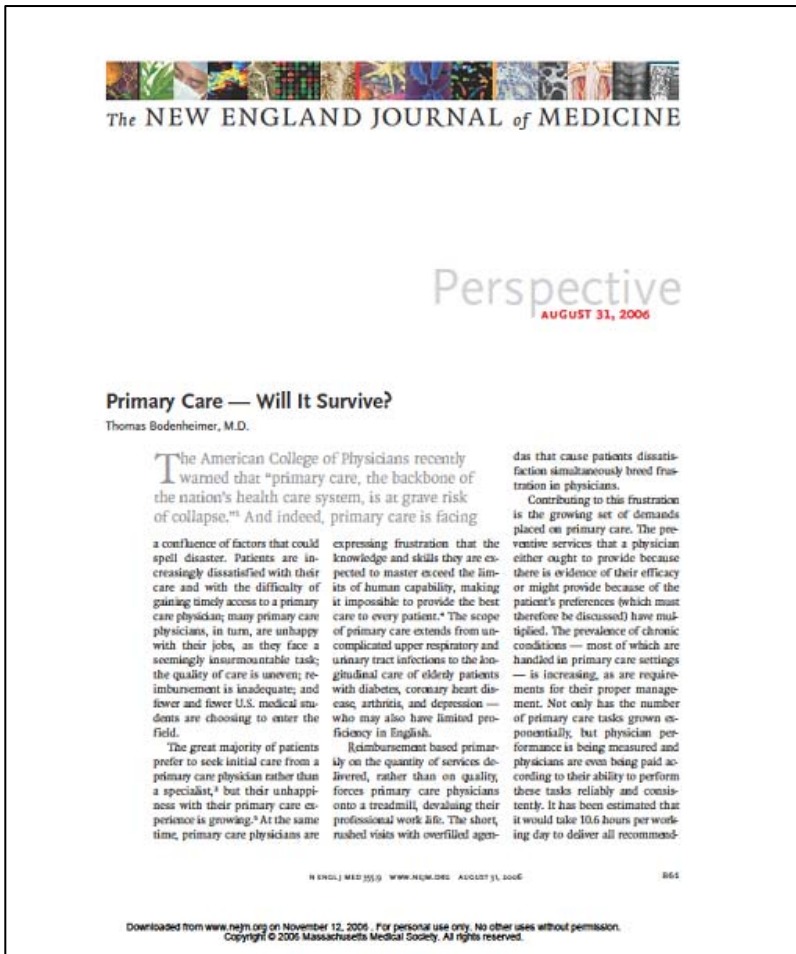 The NEW ENGLAND JOURNAL of MEDICINE
Perspective
AUGUST 31, 2006
Primary Care — Will It Survive?
Thomas Bodenheimer, M.D.
The American College of Physicians recently
warned that “primary care, the backbone of
the nation’s health care system, is at grave risk
of collapse.”¹ And indeed, primary care is facing
a confluence of factors that could
spell disaster. Patients are in-
creasingly dissatisfied with their
care and with the difficulty of
gaining timely access to a primary
care physician; many primary care
physicians, in turn, are unhappy
with their jobs, as they face a
seemingly insurmountable task;
the quality of care is uneven; re-
imbursement is inadequate; and
fewer and fewer U.S. medical stu-
dents are choosing to enter the
field.
The great majority of patients
prefer to seek initial care from a
primary care physician rather than
a specialist,² but their unhappi-
ness with their primary care ex-
perience is growing.³ At the same
time, primary care physicians are
expressing frustration that the
knowledge and skills they are ex-
pected to master exceed the lim-
its of human capability, making
it impossible to provide the best
care to every patient.⁴ The scope
of primary care extends from un-
complicated upper respiratory and
urinary tract infections to the lon-
gitudinal care of elderly patients
with diabetes, coronary heart dis-
ease, arthritis, and depression —
who may also have limited pro-
ficiency in English.
Reimbursement based primar-
ily on the quantity of services de-
livered, rather than on quality,
forces primary care physicians
onto a treadmill, devaluing their
professional work life. The short,
rushed visits with overfilled agen-
das that cause patients dissatis-
faction simultaneously breed frus-
tration in physicians.
Contributing to this frustration
is the growing set of demands
placed on primary care. The pre-
ventive services that a physician
either ought to provide because
there is evidence of their efficacy
or might provide because of the
patient’s preferences (which must
therefore be discussed) have mul-
tiplied. The prevalence of chronic
conditions — most of which are
handled in primary care settings
— is increasing, as are require-
ments for their proper manage-
ment. Not only has the number
of primary care tasks grown ex-
ponentially, but physician per-
formance is being measured and
physicians are even being paid ac-
cording to their ability to perform
these tasks reliably and consis-
tently. It has been estimated that
it would take 10.6 hours per work-
ing day to deliver all recommend-
N ENGL J MED 355;9 WWW.NEJM.ORG AUGUST 31, 2006
861
Downloaded from www.nejm.org on November 12, 2006 . For personal use only. No other uses without permission.
Copyright © 2006 Massachusetts Medical Society. All rights reserved.